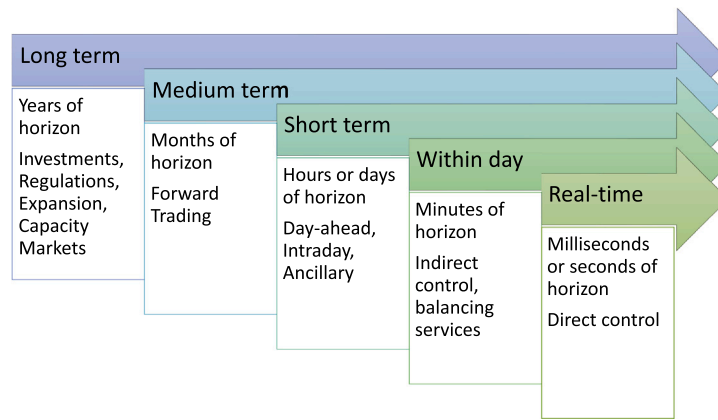 Long term
Years of
horizon
Investments,
Regulations,
Expansion,
Capacity
Markets
Medium term
Months of
horizon
Forward
Trading
Short term
Hours or days
of horizon
Day-ahead,
Intraday,
Ancillary
Within day
Minutes of
horizon
Indirect
control,
balancing
services
Real-time
Milliseconds
or seconds of
horizon
Direct control